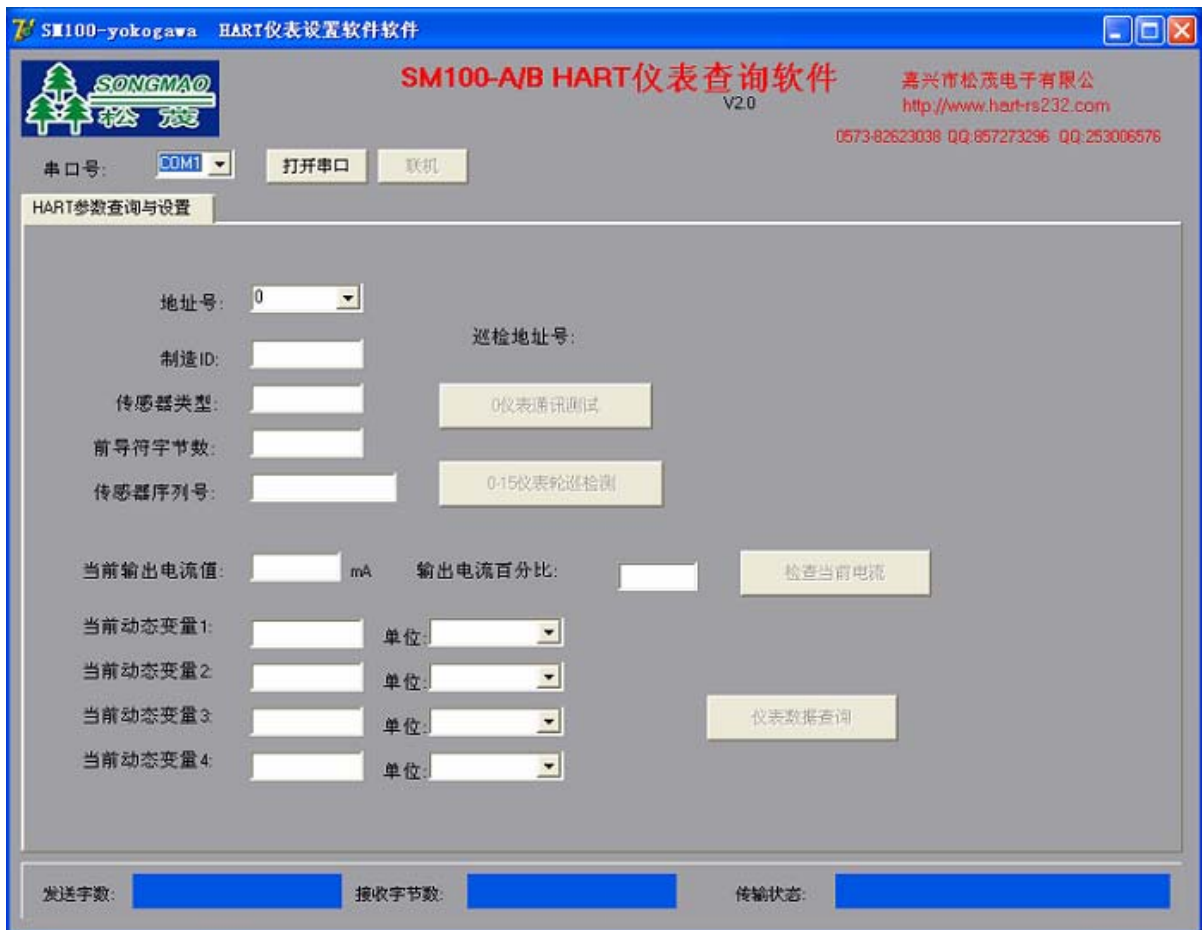 SM100-yokogawa HART仪表设置软件软件
SONGMAO
松茂
SM100-A/B HART仪表查询软件
V2.0
嘉兴市松茂电子有限公
http://www.hart-rs232.com
0573-82623038 QQ:857273296 QQ:253006576
串口号: COM1 打开串口 联机
HART参数查询与设置
地址号: 0
巡检地址号:
制造ID:
传感器类型: 0仪表通讯测试
前导符字节数:
传感器序列号: 0-15仪表轮巡检测
当前输出电流值: mA 输出电流百分比: 检查当前电流
当前动态变量1: 单位:
当前动态变量2: 单位:
当前动态变量3: 单位: 仪表数据查询
当前动态变量4: 单位:
发送字数: 接收字节数: 传输状态: